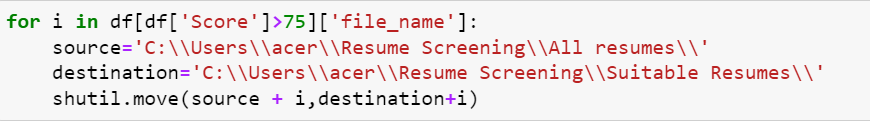 for i in df[df['Score']>75]['file_name']:
    source='C:\\Users\\acer\\Resume Screening\\All resumes\\'
    destination='C:\\Users\\acer\\Resume Screening\\Suitable Resumes\\'
    shutil.move(source + i,destination+i)